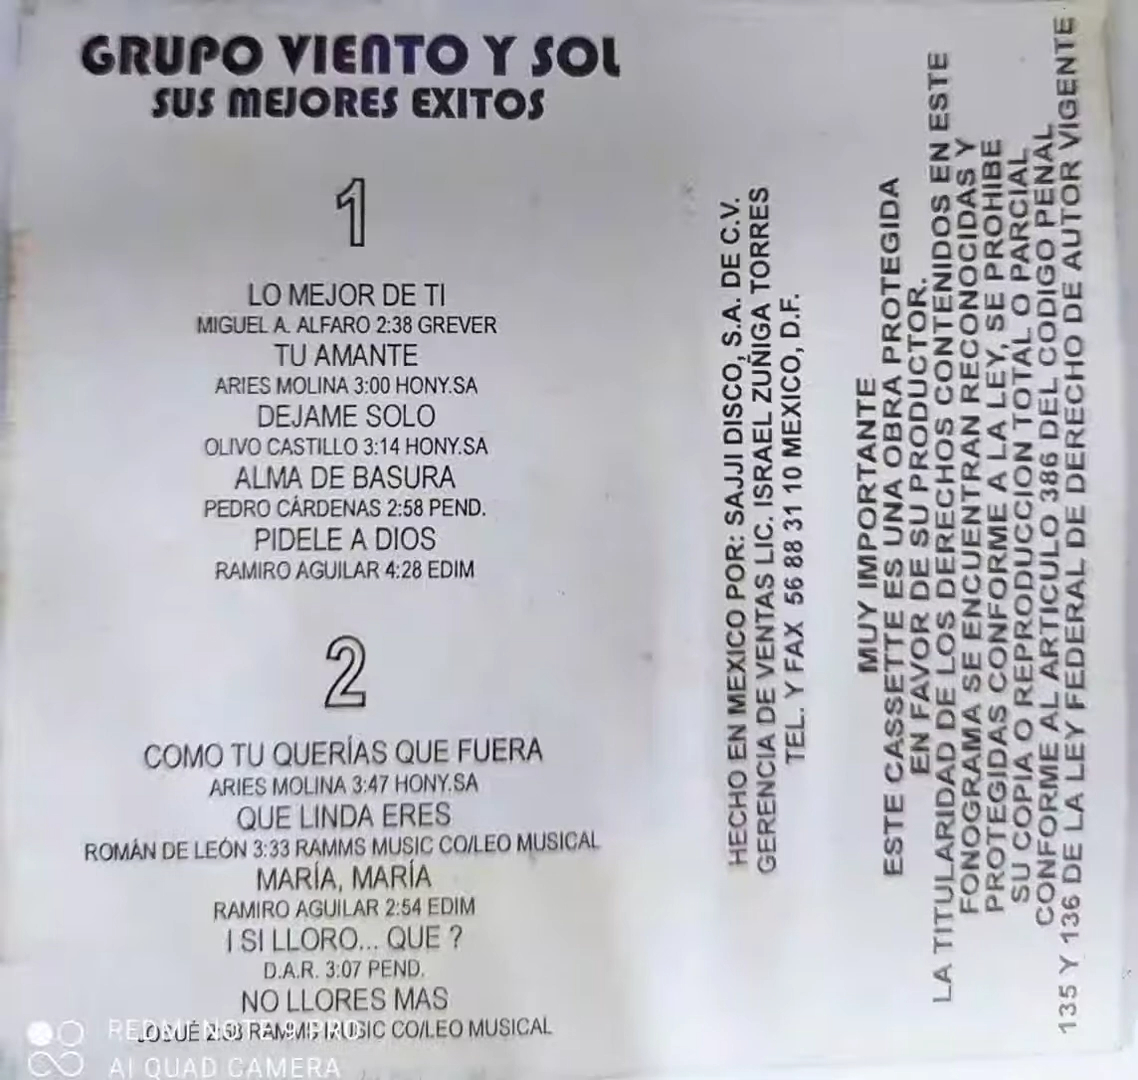 GRUPO VIENTO Y SOL
SUS MEJORES EXITOS
1
LO MEJOR DE TI
MIGUEL A. ALFARO 2:38 GREVER
TU AMANTE
ARIES MOLINA 3:00 HONY.SA
DEJAME SOLO
OLIVO CASTILLO 3:14 HONY.SA
ALMA DE BASURA
PEDRO CÁRDENAS 2:58 PEND.
PIDELE A DIOS
RAMIRO AGUILAR 4:28 EDIM
2
COMO TU QUERÍAS QUE FUERA
ARIES MOLINA 3:47 HONY.SA
QUE LINDA ERES
ROMÁN DE LEÓN 3:33 RAMMS MUSIC CO/LEO MUSICAL
MARÍA, MARÍA
RAMIRO AGUILAR 2:54 EDIM
I SI LLORO... QUE ?
D.A.R. 3:07 PEND.
NO LLORES MAS
JOSUÉ RAMMS MUSIC CO/LEO MUSICAL
REDMI NOTE 9 PRO
AI QUAD CAMERA
HECHO EN MEXICO POR: SAJJI DISCO, S.A. DE C.V.
GERENCIA DE VENTAS LIC. ISRAEL ZUÑIGA TORRES
TEL. Y FAX 56 88 31 10 MEXICO, D.F.
MUY IMPORTANTE
ESTE CASSETTE ES UNA OBRA PROTEGIDA
EN FAVOR DE SU PRODUCTOR.
LA TITULARIDAD DE LOS DERECHOS CONTENIDOS EN ESTE
FONOGRAMA SE ENCUENTRAN RECONOCIDAS Y
PROTEGIDAS CONFORME A LA LEY, SE PROHIBE
SU COPIA O REPRODUCCION TOTAL O PARCIAL
CONFORME AL ARTICULO 386 DEL CODIGO PENAL
135 Y 136 DE LA LEY FEDERAL DE DERECHO DE AUTOR VIGENTE